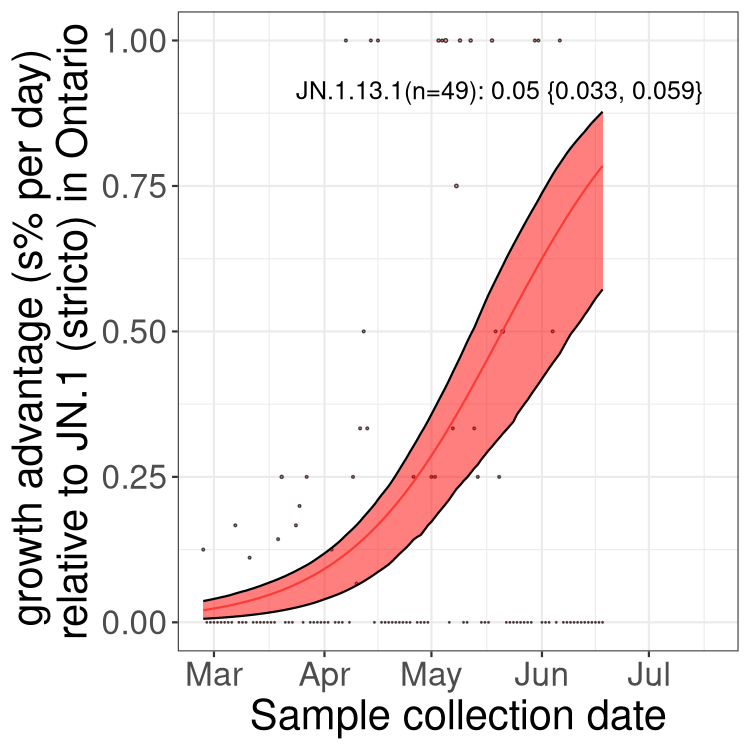 growth advantage (s% per day)
relative to JN.1 (stricto) in Ontario
1.00
0.75
0.50
0.25
0.00
JN.1.13.1(n=49): 0.05 {0.033, 0.059}
Mar Apr May Jun Jul
Sample collection date